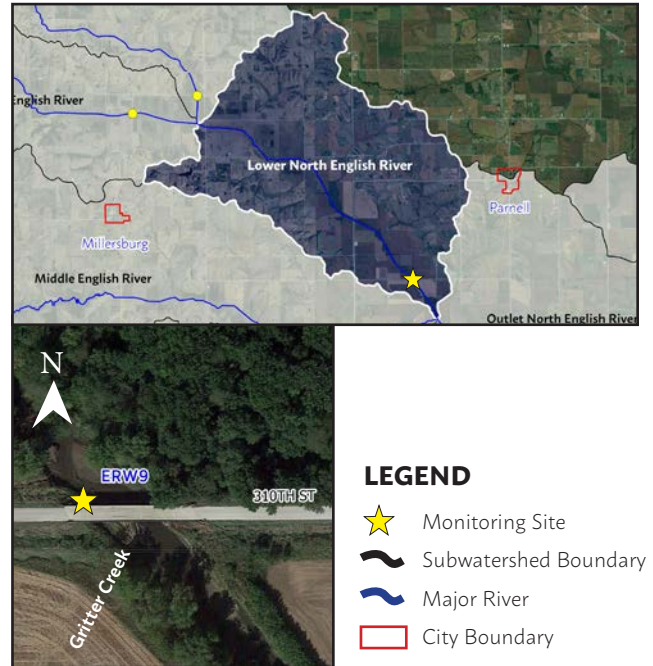 English River
Lower North English River
Parnell
Millersburg
Middle English River
Outlet North English River
N
ERW9
310TH ST
Gritter Creek
LEGEND
Monitoring Site
Subwatershed Boundary
Major River
City Boundary